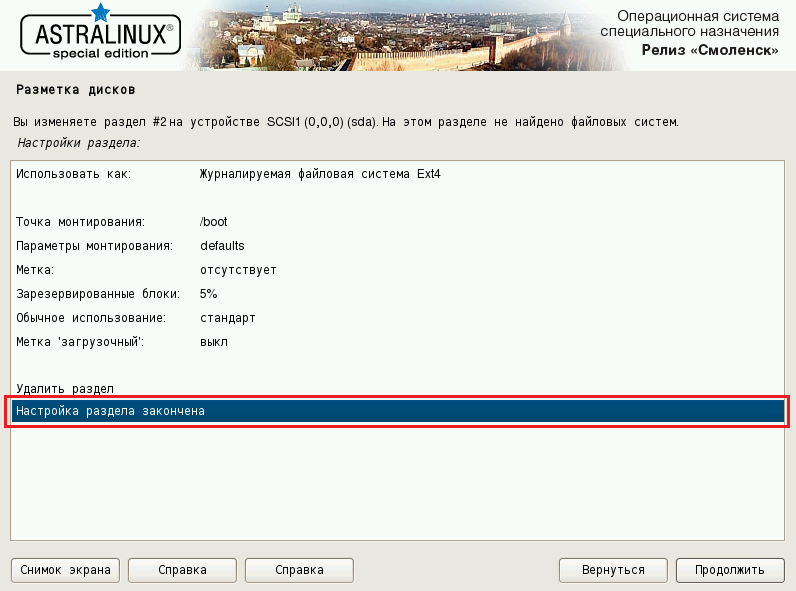 ASTRALINUX®
special edition
Операционная система
специального назначения
Релиз «Смоленск»
Разметка дисков
Вы изменяете раздел #2 на устройстве SCSI1 (0,0,0) (sda). На этом разделе не найдено файловых систем.
Настройки раздела:
Использовать как: Журналируемая файловая система Ext4
Точка монтирования: /boot
Параметры монтирования: defaults
Метка: отсутствует
Зарезервированные блоки: 5%
Обычное использование: стандарт
Метка 'загрузочный': выкл
Удалить раздел
Настройка раздела закончена
Снимок экрана Справка Справка Вернуться Продолжить